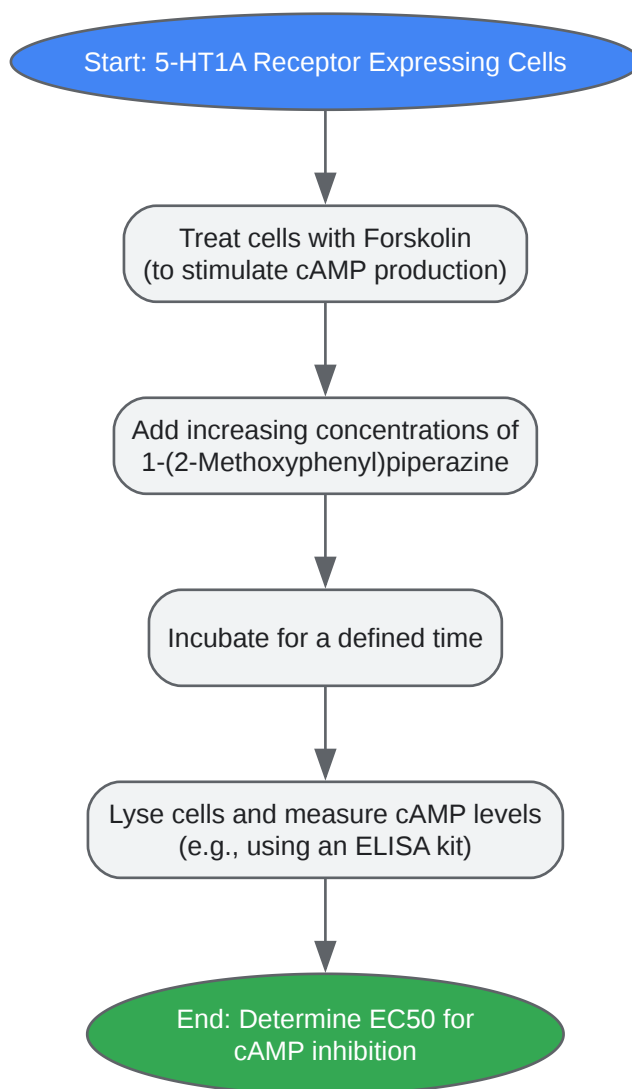 Start: 5-HT1A Receptor Expressing Cells
Treat cells with Forskolin
(to stimulate cAMP production)
Add increasing concentrations of
1-(2-Methoxyphenyl)piperazine
Incubate for a defined time
Lyse cells and measure cAMP levels
(e.g., using an ELISA kit)
End: Determine EC50 for
cAMP inhibition